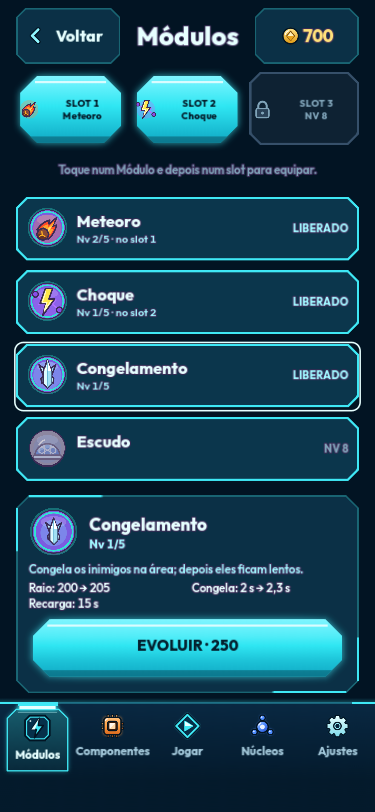 Voltar
Módulos
700
SLOT 1
Meteoro
SLOT 2
Choque
SLOT 3
NV 8
Toque num Módulo e depois num slot para equipar.
Meteoro
Nv 2/5 · no slot 1
LIBERADO
Choque
Nv 1/5 · no slot 2
LIBERADO
Congelamento
Nv 1/5
LIBERADO
Escudo
NV 8
Congelamento
Nv 1/5
Congela os inimigos na área; depois eles ficam lentos.
Raio: 200 → 205
Congela: 2 s → 2,3 s
Recarga: 15 s
EVOLUIR · 250
Módulos
Componentes
Jogar
Núcleos
Ajustes